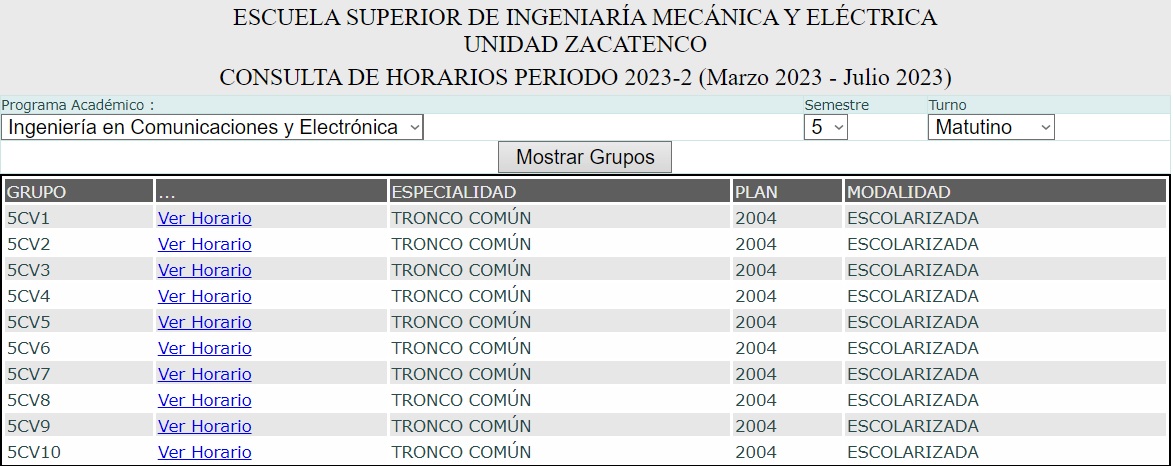 ESCUELA SUPERIOR DE INGENIARÍA MECÁNICA Y ELÉCTRICA
UNIDAD ZACATENCO
CONSULTA DE HORARIOS PERIODO 2023-2 (Marzo 2023 - Julio 2023)
Programa Académico : Semestre Turno
Ingeniería en Comunicaciones y Electrónica 5 Matutino
Mostrar Grupos
GRUPO ... ESPECIALIDAD PLAN MODALIDAD
5CV1 Ver Horario TRONCO COMÚN 2004 ESCOLARIZADA
5CV2 Ver Horario TRONCO COMÚN 2004 ESCOLARIZADA
5CV3 Ver Horario TRONCO COMÚN 2004 ESCOLARIZADA
5CV4 Ver Horario TRONCO COMÚN 2004 ESCOLARIZADA
5CV5 Ver Horario TRONCO COMÚN 2004 ESCOLARIZADA
5CV6 Ver Horario TRONCO COMÚN 2004 ESCOLARIZADA
5CV7 Ver Horario TRONCO COMÚN 2004 ESCOLARIZADA
5CV8 Ver Horario TRONCO COMÚN 2004 ESCOLARIZADA
5CV9 Ver Horario TRONCO COMÚN 2004 ESCOLARIZADA
5CV10 Ver Horario TRONCO COMÚN 2004 ESCOLARIZADA